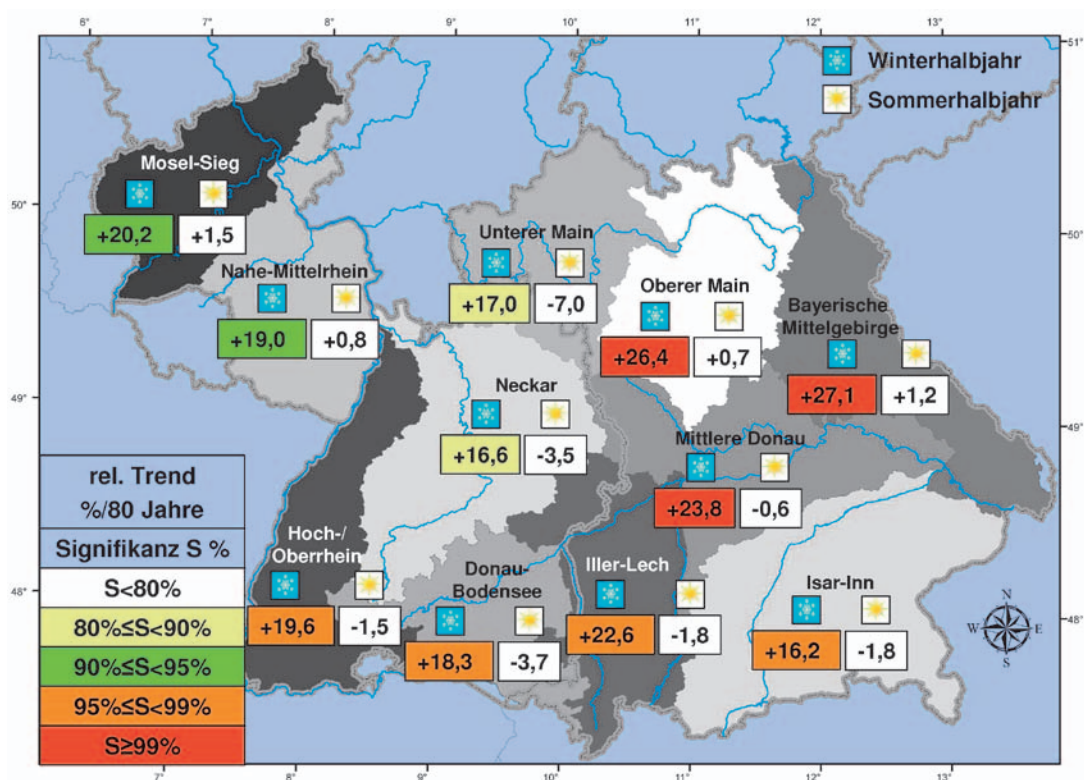 6° 7° 8° 9° 10° 11° 12° 13°
51°
Winterhalbjahr
Sommerhalbjahr
Mosel-Sieg
+20,2 +1,5
50°
50°
Unterer Main
+17,0 -7,0
Nahe-Mittelrhein
+19,0 +0,8
Oberer Main
+26,4 +0,7
Bayerische
Mittelgebirge
+27,1 +1,2
49°
49°
Neckar
+16,6 -3,5
Mittlere Donau
+23,8 -0,6
Hoch-/
Oberrhein
+19,6 -1,5
Donau-
Bodensee
+18,3 -3,7
Iller-Lech
+22,6 -1,8
Isar-Inn
+16,2 -1,8
48°
48°
N
W E
S
rel. Trend
%/80 Jahre
Signifikanz S %
S<80%
80%≤S<90%
90%≤S<95%
95%≤S<99%
S≥99%
7° 8° 9° 10° 11° 12° 13°